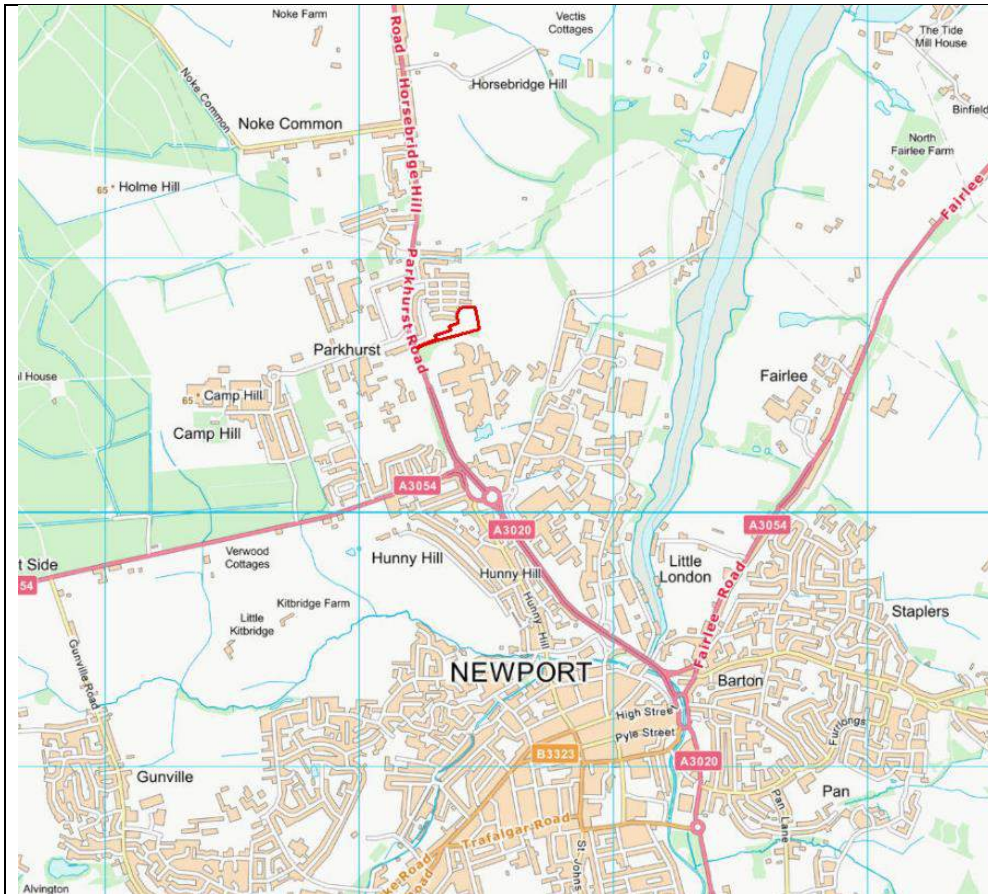 Noke Farm
Vectis
Cottages
The Tide
Mill House
Road
Horsebridge Hill
Horsebridge Hill
Noke Common
Noke Common
Binfield
North
Fairlee Farm
65
Holme Hill
Fairlee
Parkhurst Road
Parkhurst
Fairlee
al House
65
Camp Hill
Camp Hill
A3054
A3020
A3054
Verwood
Cottages
Hunny Hill
Hunny Hill
Hunny Hill
Little
London
t Side
54
Kitbridge Farm
Little
Kitbridge
Staplers
Fairlee Road
Gunville Road
NEWPORT
Barton
High Street
Pyle Street
Furrlongs
B3323
A3020
Gunville
Pan
Pan Lane
Trafalgar Road
St Johns
Road
Alvington